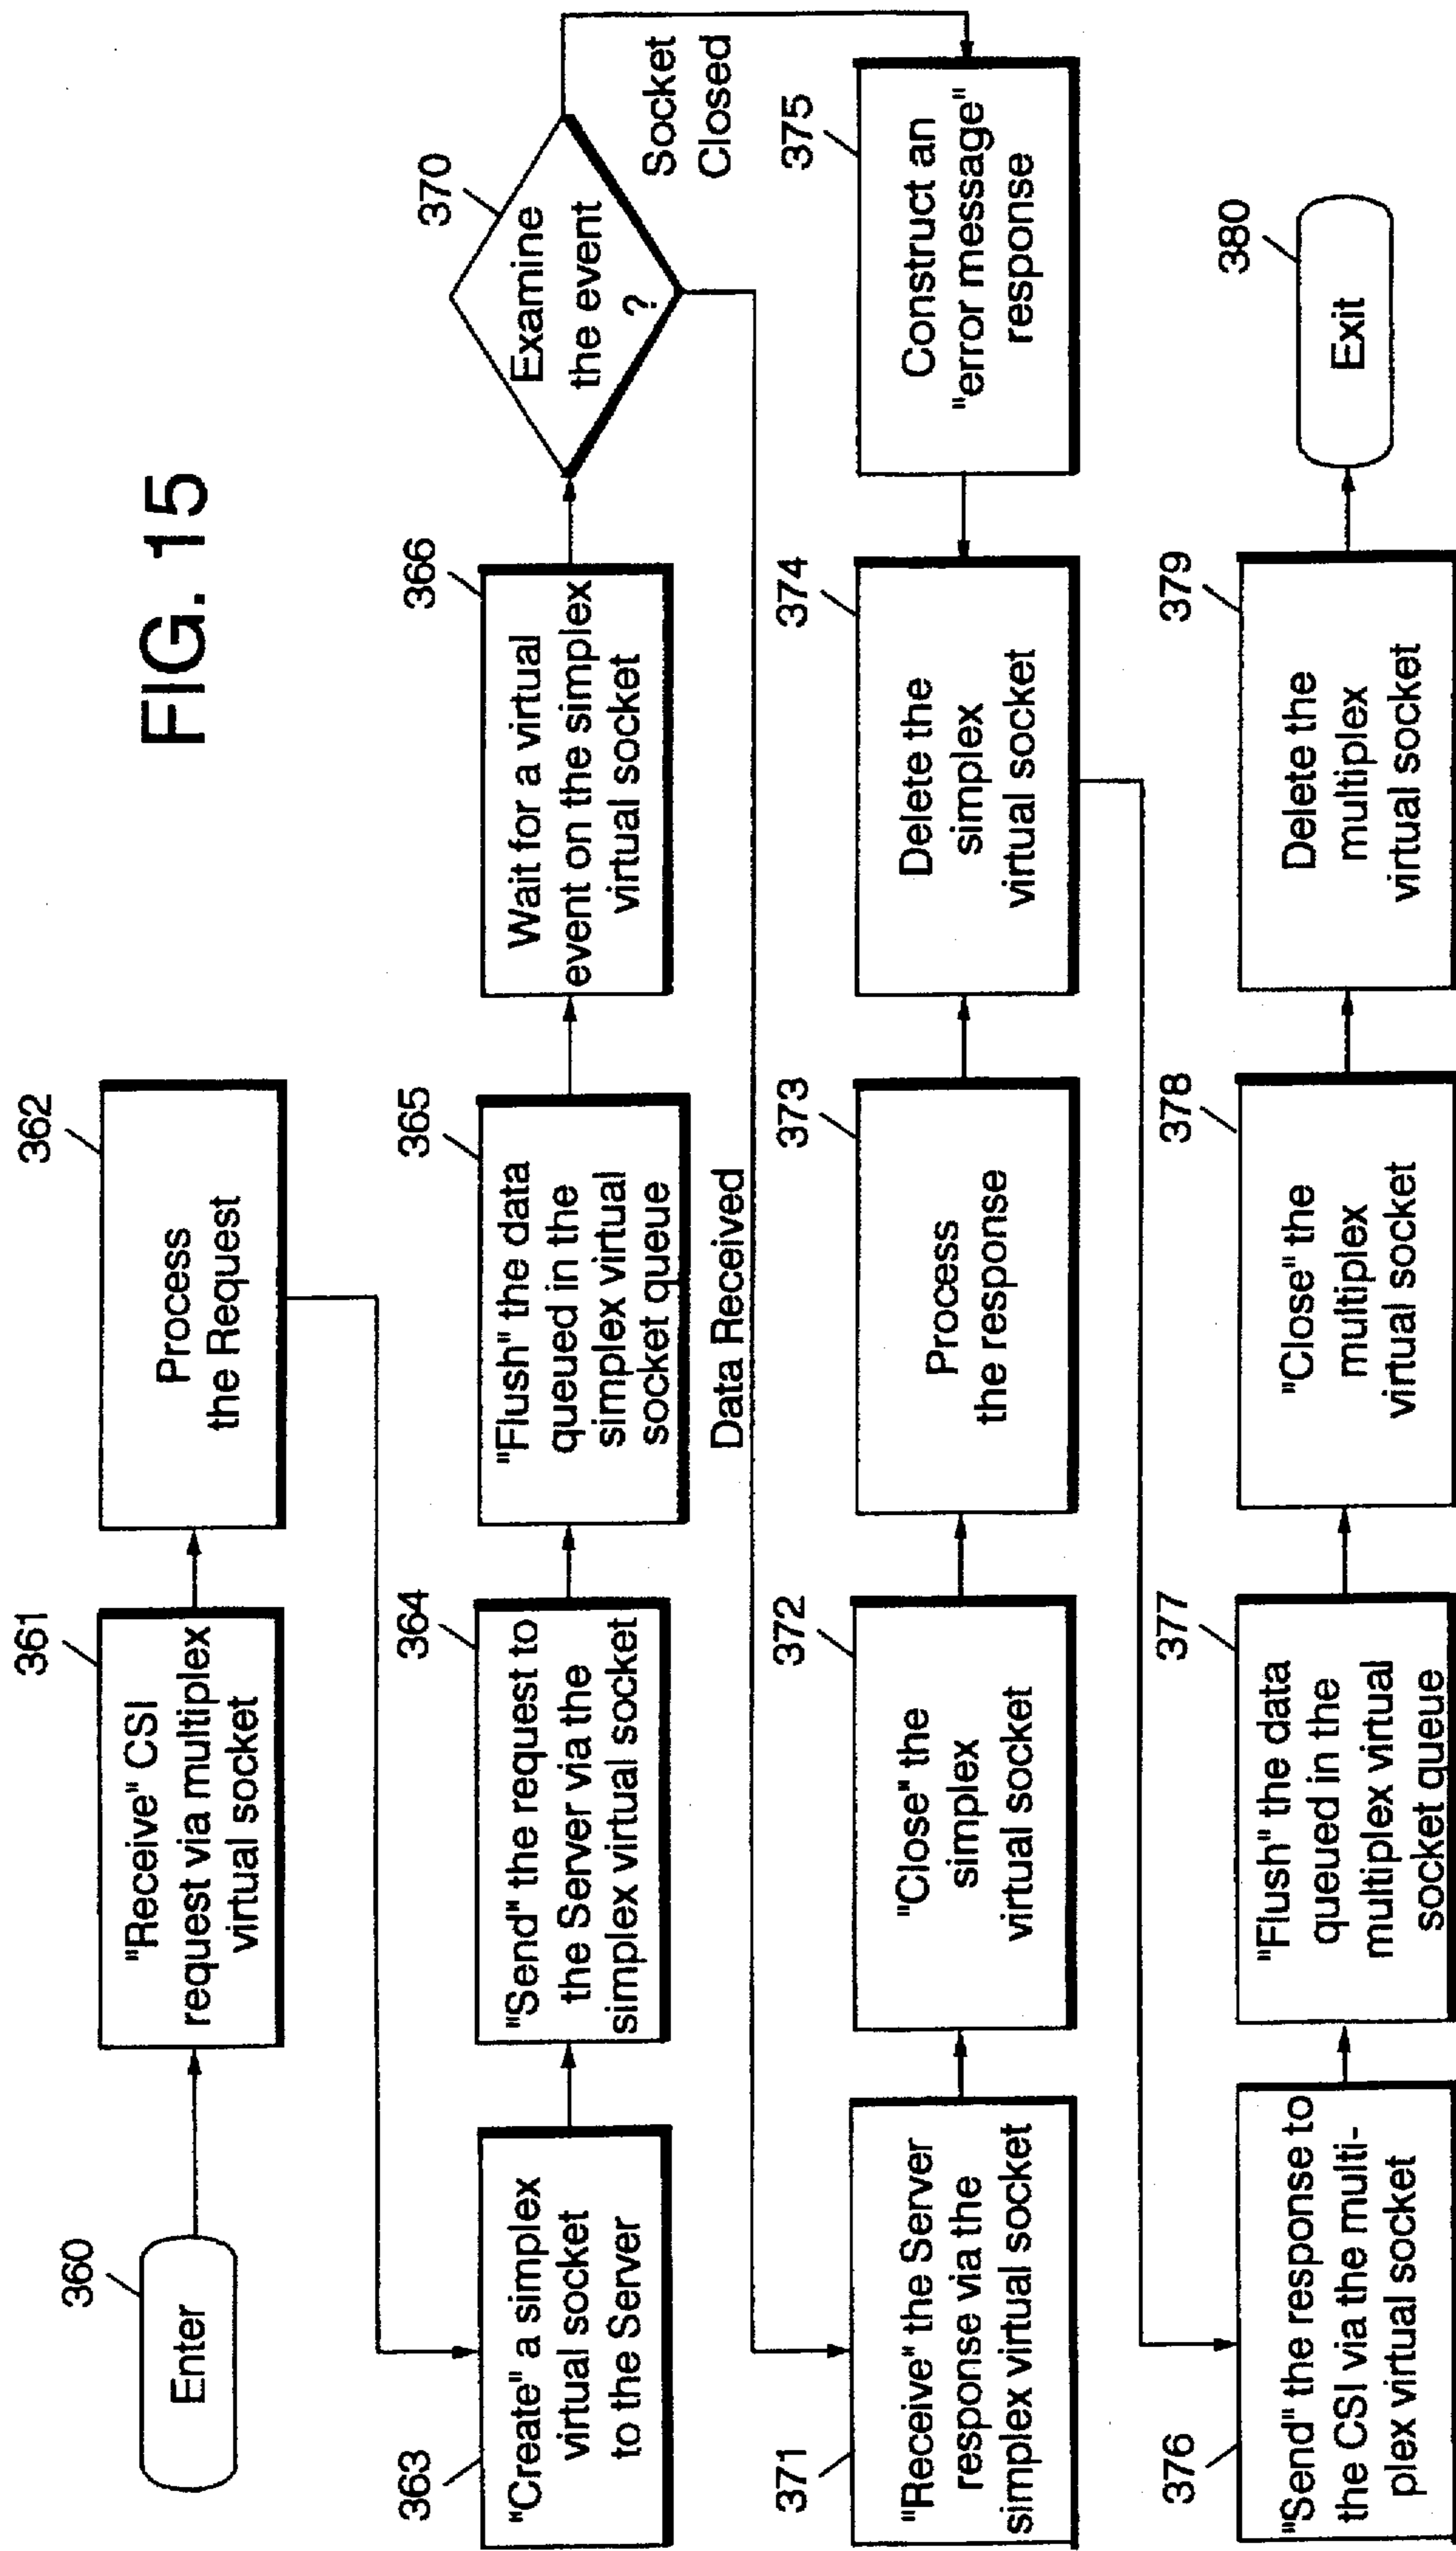 FIG. 15
360
Enter
361
"Receive" CSI
request via multiplex
virtual socket
362
Process
the Request
363
"Create" a simplex
virtual socket
to the Server
364
"Send" the request to
the Server via the
simplex virtual socket
365
"Flush" the data
queued in the
simplex virtual
socket queue
366
Wait for a virtual
event on the simplex
virtual socket
370
Examine
the event
?
Socket
Closed
Data Received
371
"Receive" the Server
response via the
simplex virtual socket
372
"Close" the
simplex
virtual socket
373
Process
the response
374
Delete the
simplex
virtual socket
375
Construct an
"error message"
response
376
"Send" the response to
the CSI via the multi-
plex virtual socket
377
"Flush" the data
queued in the
multiplex virtual
socket queue
378
"Close" the
multiplex
virtual socket
379
Delete the
multiplex
virtual socket
380
Exit